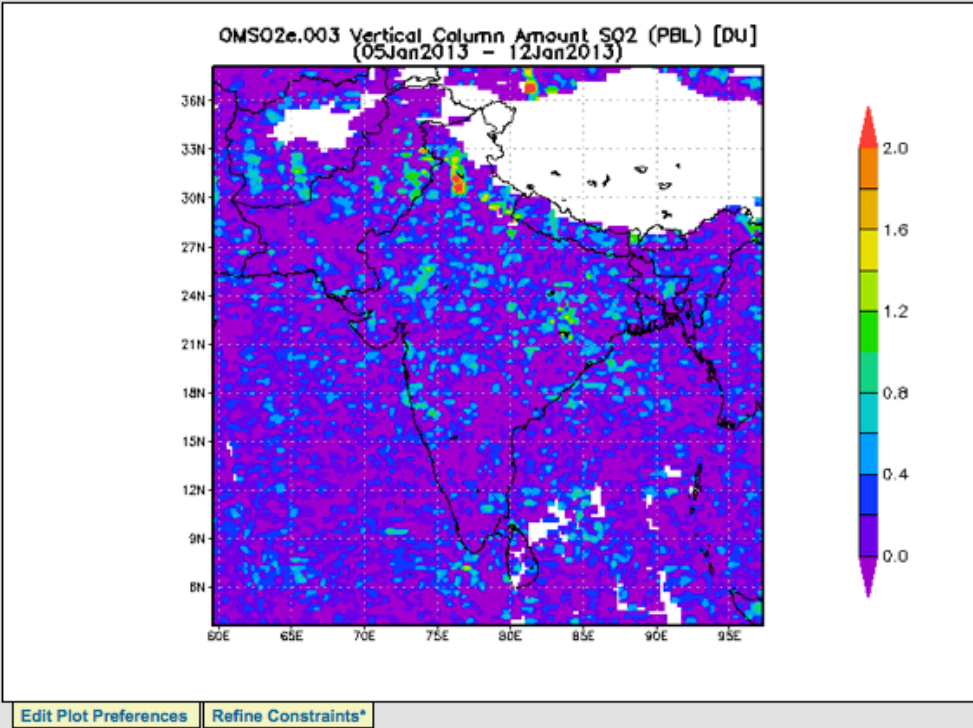 OMSO2e.003 Vertical Column Amount SO2 (PBL) [DU]
(05Jan2013 – 12Jan2013)
36N
33N
30N
27N
24N
21N
18N
15N
12N
9N
6N
60E 65E 70E 75E 80E 85E 90E 95E
2.0
1.6
1.2
0.8
0.4
0.0
Edit Plot Preferences Refine Constraints*